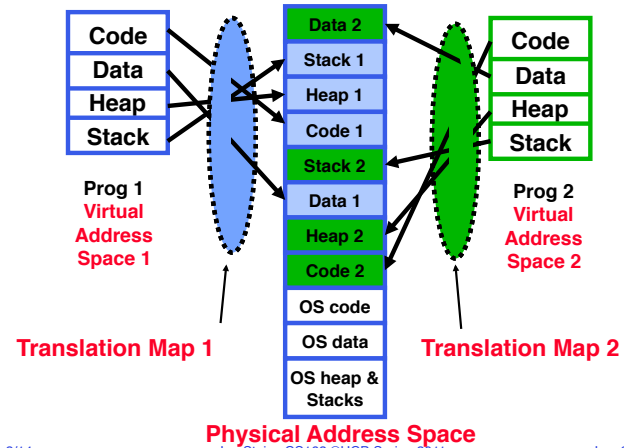 Code
Data
Heap
Stack
Prog 1
Virtual
Address
Space 1
Translation Map 1
Data 2
Stack 1
Heap 1
Code 1
Stack 2
Data 1
Heap 2
Code 2
OS code
OS data
OS heap &
Stacks
Physical Address Space
Code
Data
Heap
Stack
Prog 2
Virtual
Address
Space 2
Translation Map 2